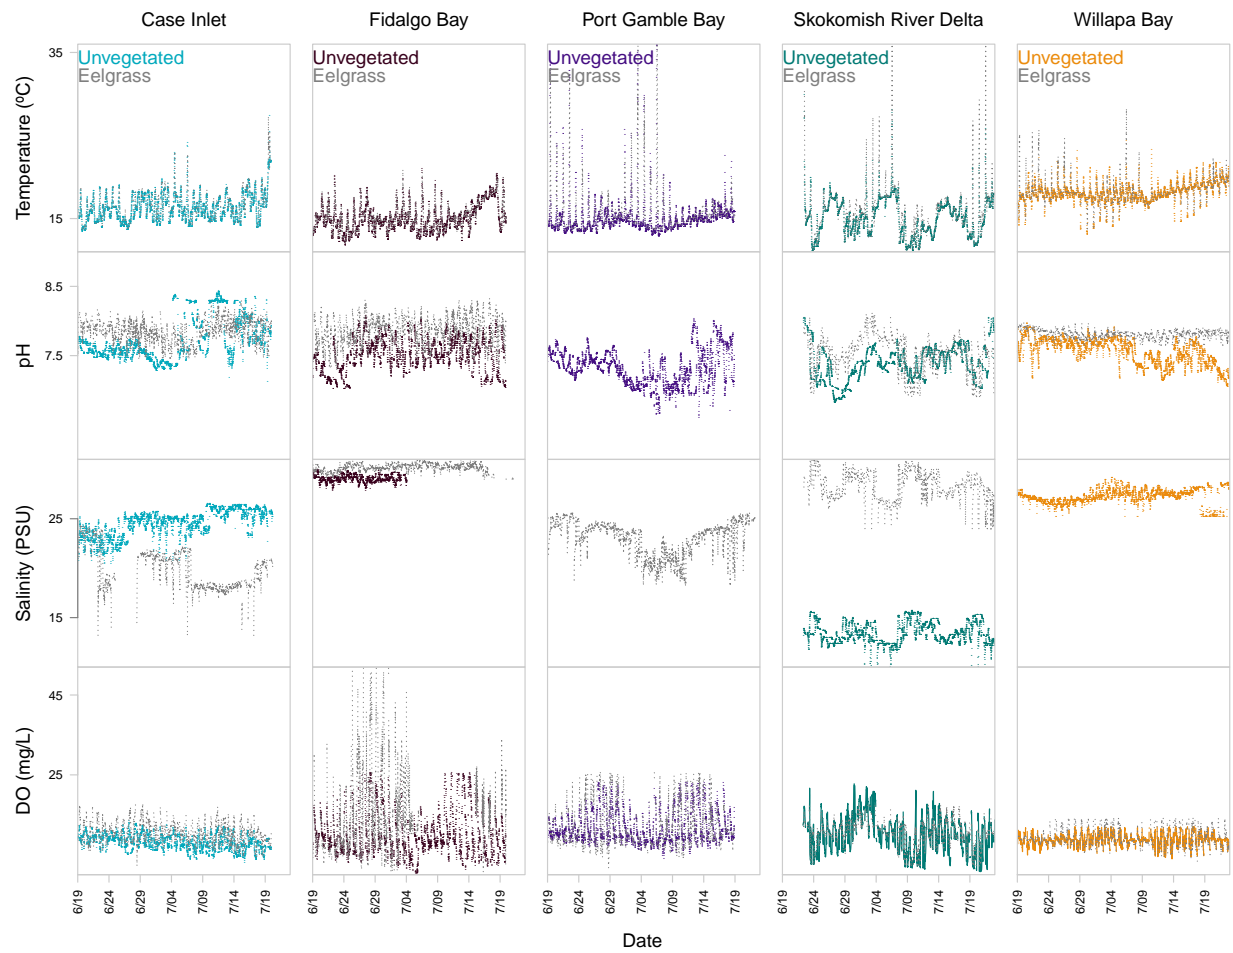 Case Inlet
Fidalgo Bay
Port Gamble Bay
Skokomish River Delta
Willapa Bay
Temperature (ºC)
35
15
Unvegetated
Eelgrass
Unvegetated
Eelgrass
Unvegetated
Eelgrass
Unvegetated
Eelgrass
Unvegetated
Eelgrass
pH
8.5
7.5
Salinity (PSU)
25
15
DO (mg/L)
45
25
6/19 6/24 6/29 7/04 7/09 7/14 7/19
6/19 6/24 6/29 7/04 7/09 7/14 7/19
6/19 6/24 6/29 7/04 7/09 7/14 7/19
6/19 6/24 6/29 7/04 7/09 7/14 7/19
6/19 6/24 6/29 7/04 7/09 7/14 7/19
Date